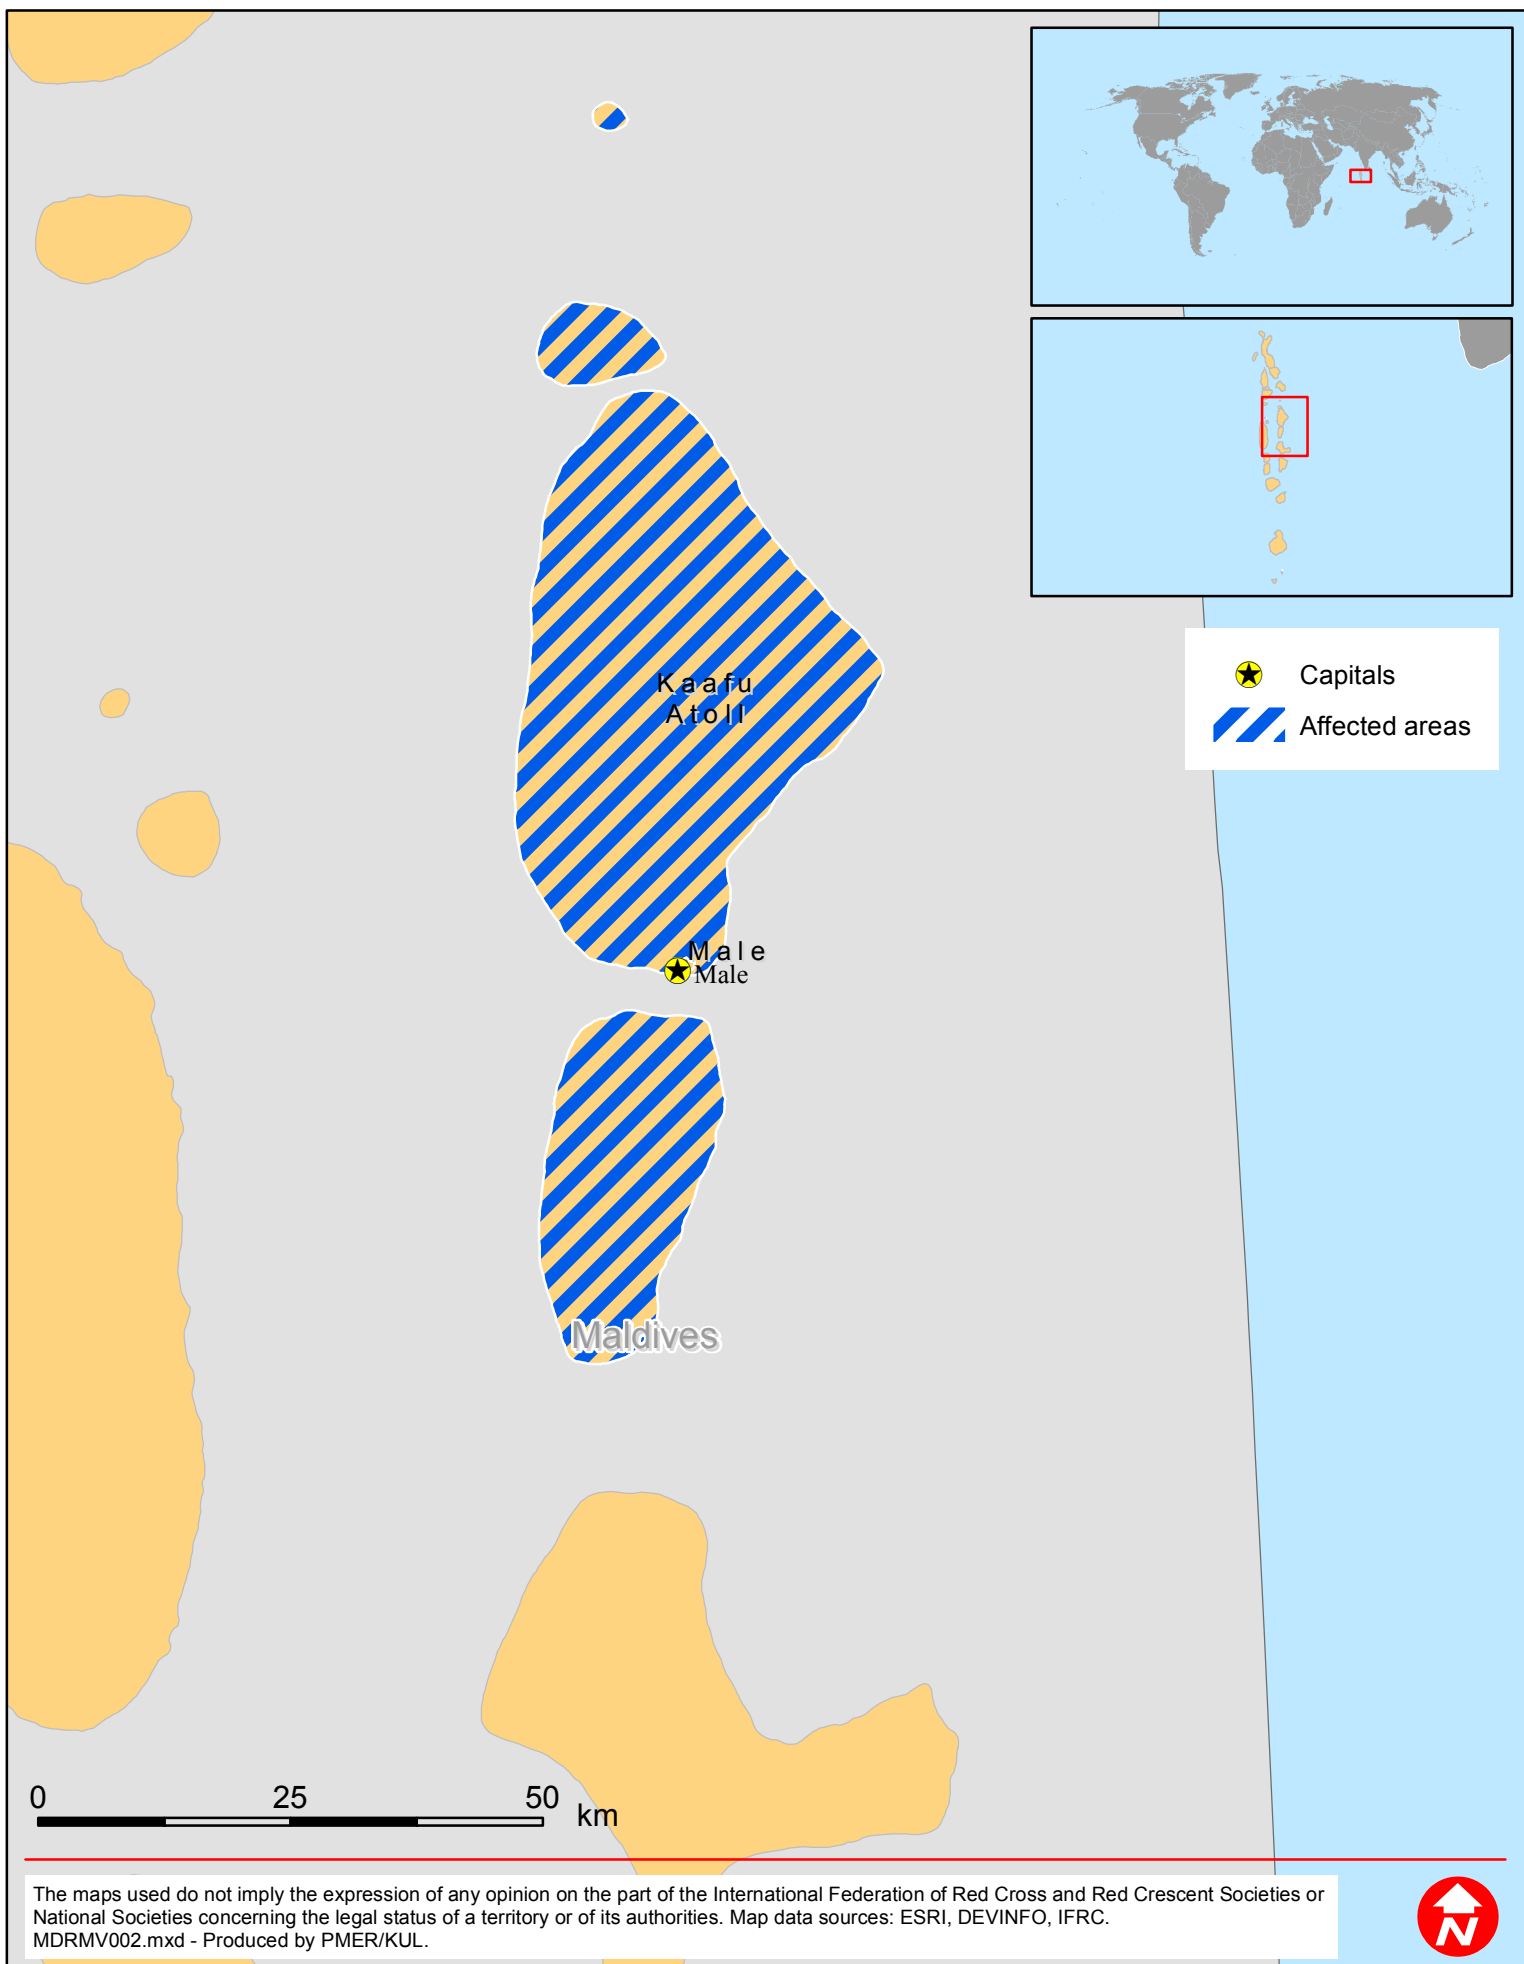 Capitals
Affected areas
Kaafu
Atoll
Male
Male
Maldives
0 25 50 km
The maps used do not imply the expression of any opinion on the part of the International Federation of Red Cross and Red Crescent Societies or
National Societies concerning the legal status of a territory or of its authorities. Map data sources: ESRI, DEVINFO, IFRC.
MDRMV002.mxd - Produced by PMER/KUL.
N